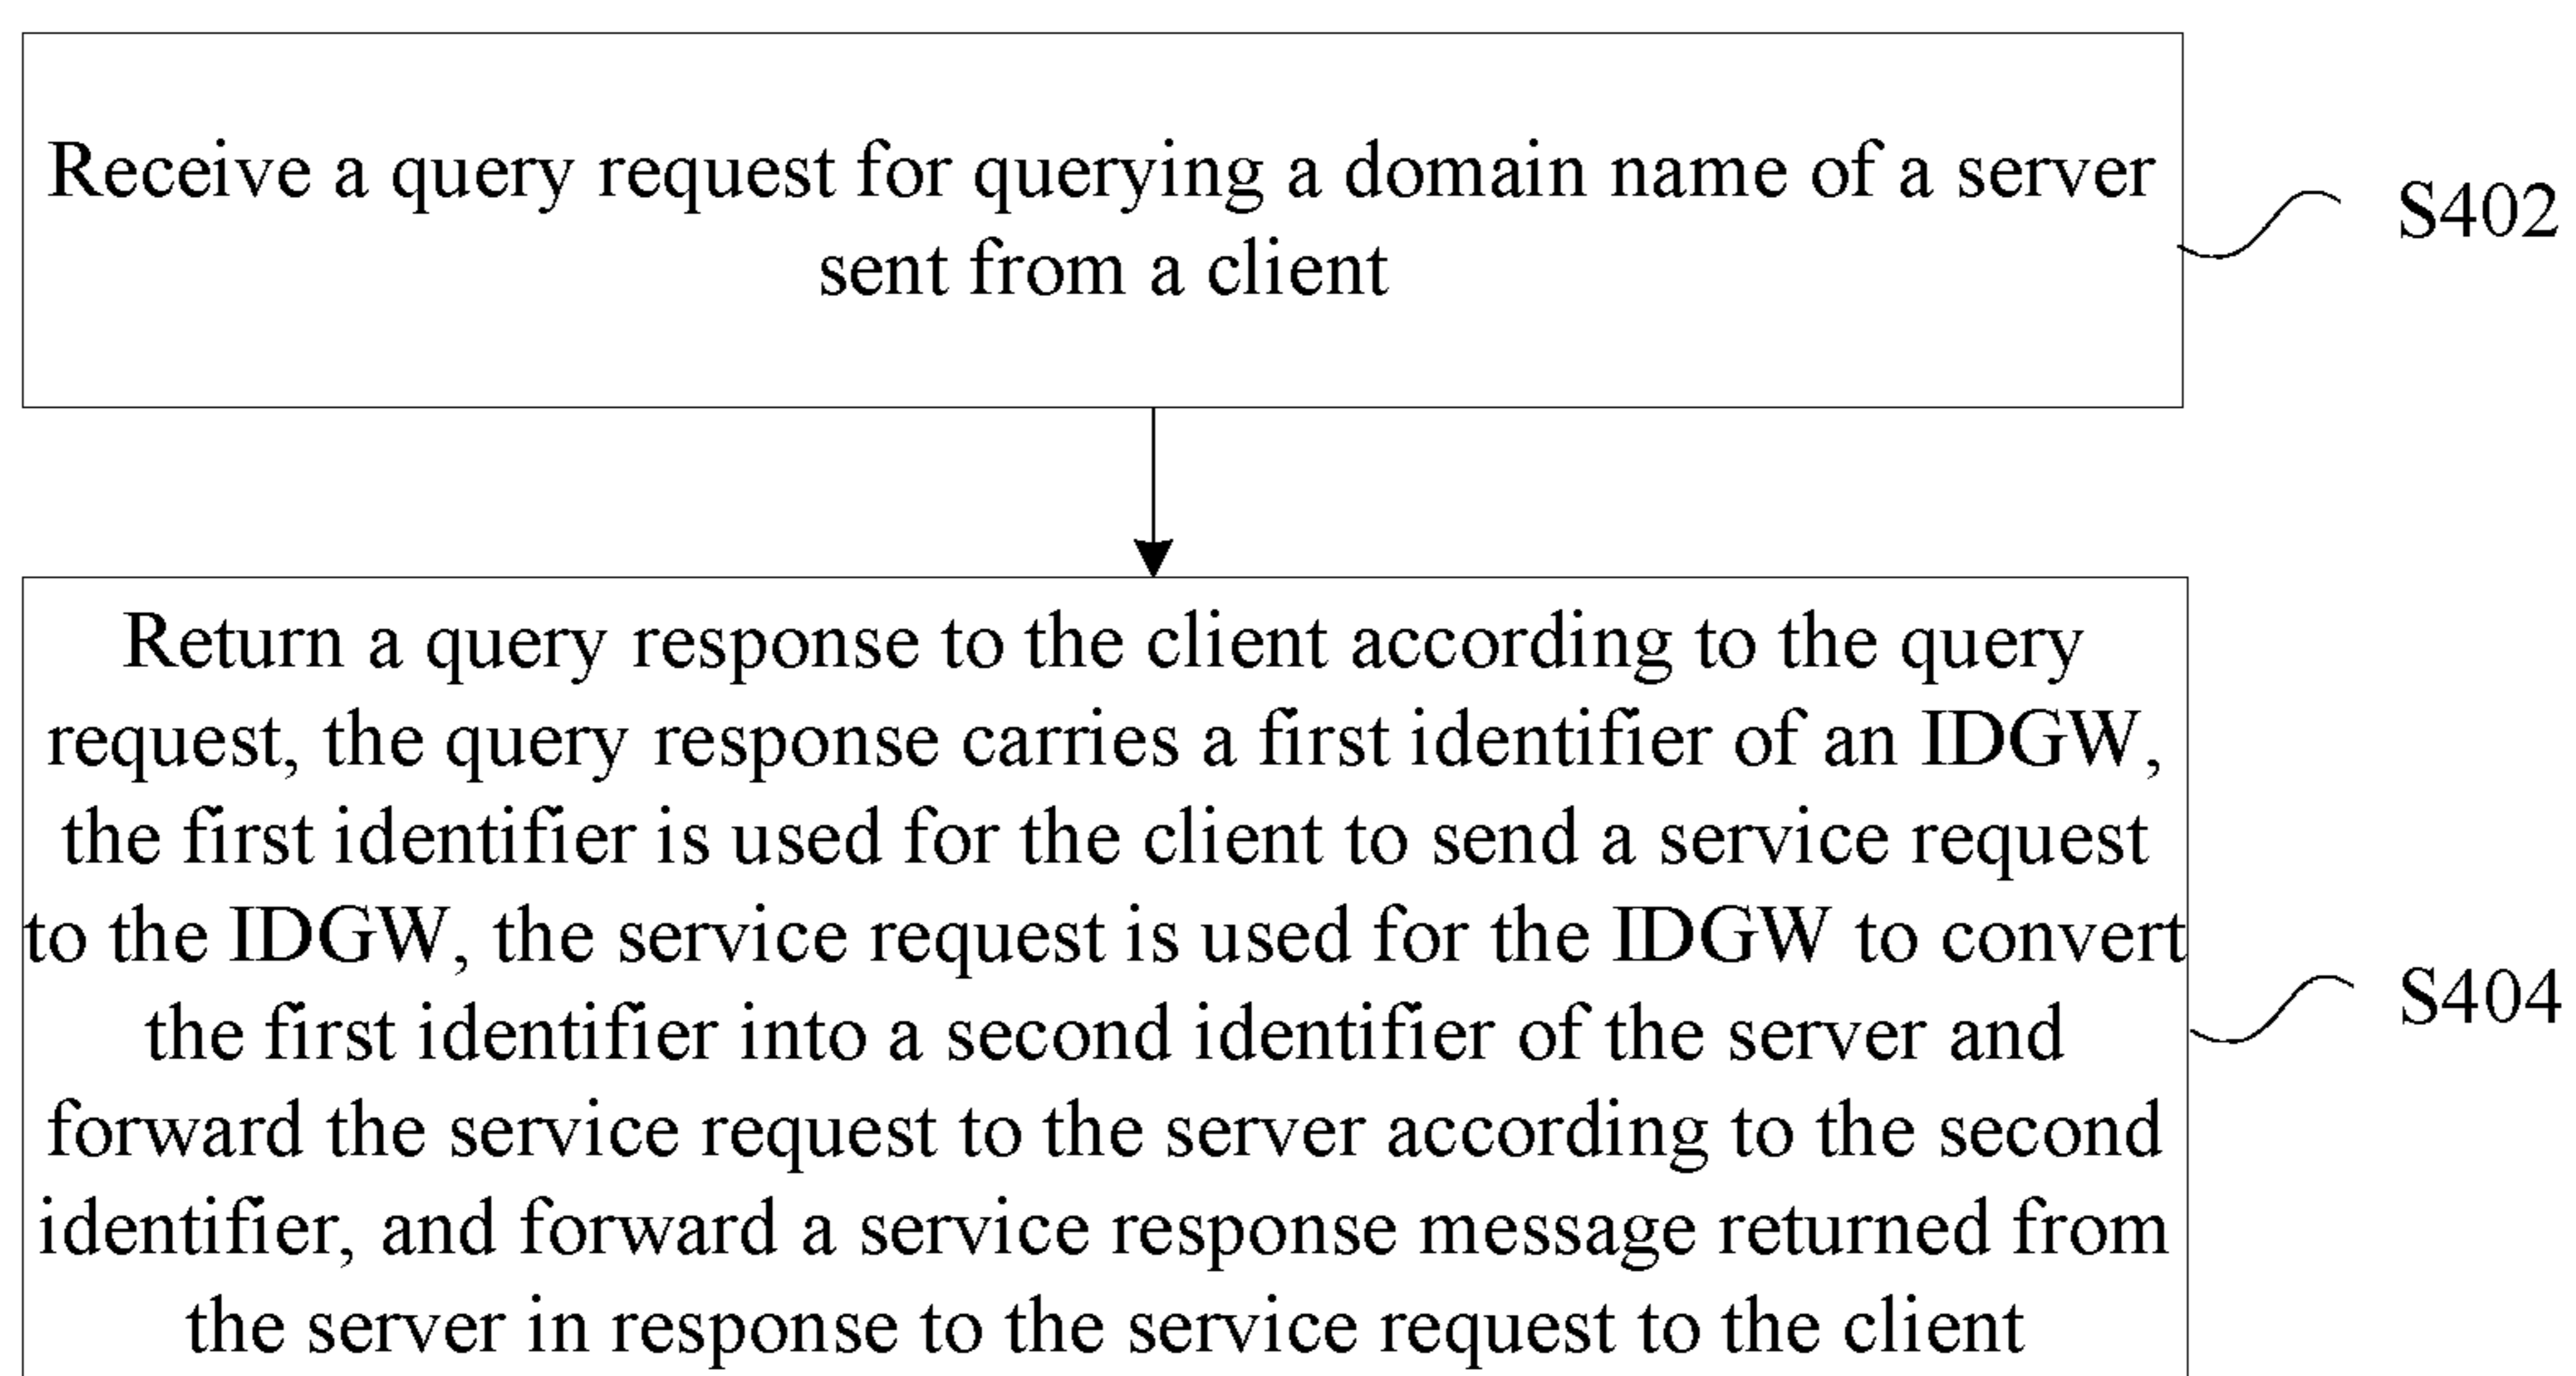 Receive a query request for querying a domain name of a server
sent from a client
S402
Return a query response to the client according to the query
request, the query response carries a first identifier of an IDGW,
the first identifier is used for the client to send a service request
to the IDGW, the service request is used for the IDGW to convert
the first identifier into a second identifier of the server and
forward the service request to the server according to the second
identifier, and forward a service response message returned from
the server in response to the service request to the client
S404